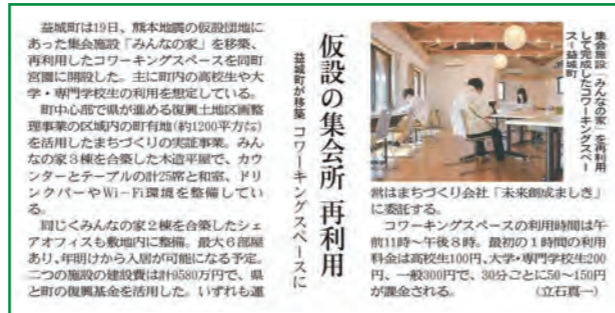 仮設の集会所 再利用
益城町が移築 コワーキングスペースに
益城町は19日、熊本地震の仮設団地に
あった集会施設「みんなの家」を移築、
再利用したコワーキングスペースを同町
宮園に開設した。主に町内の高校生や大
学・専門学校生の利用を想定している。
町中心部で県が進める復興土地区画整
理事業の区域内の町有地(約1200平方㍍)
を活用したまちづくりの実証事業。みん
なの家3棟を合築した木造平屋で、カウ
ンターとテーブルの計25席と和室、ドリ
ンクバーやWi-Fi環境を整備してい
る。
同じくみんなの家2棟を合築したシェ
アオフィスも敷地内に整備。最大6部屋
あり、年明けから入居が可能になる予定。
二つの施設の建設費は計9580万円で、県
と町の復興基金を活用した。いずれも運
営はまちづくり会社「未来創成ましき」
に委託する。
コワーキングスペースの利用時間は午
前11時～午後8時。最初の1時間の利用
料金は高校生100円、大学・専門学校生200
円、一般300円で、30分ごとに50～150円
が課金される。 (立石真一)
集会施設「みんなの家」を再利用
して完成したコワーキングスペー
ス＝益城町